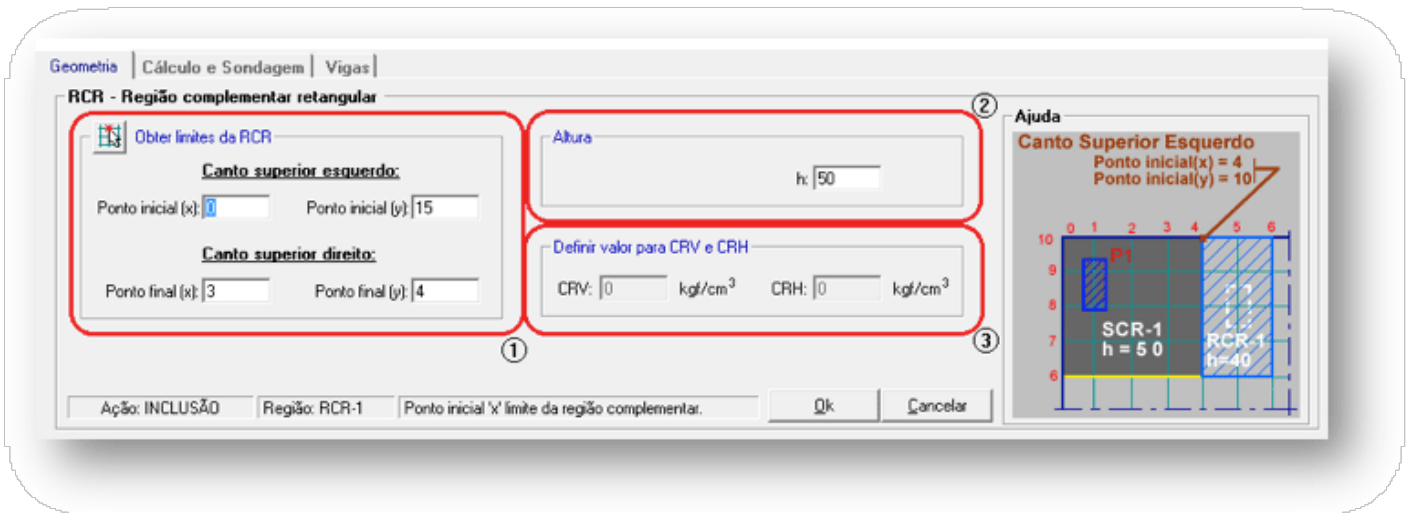 Geometria Cálculo e Sondagem Vigas
RCR - Região complementar retangular
Obter limites da RCR
Canto superior esquerdo:
Ponto inicial (x): 0 Ponto inicial (y): 15
Canto superior direito:
Ponto final (x): 3 Ponto final (y): 4
①
②
Altura
h: 50
Definir valor para CRV e CRH
CRV: 0 kgf/cm³ CRH: 0 kgf/cm³
③
Ação: INCLUSÃO Região: RCR-1 Ponto inicial 'x' limite da região complementar. Ok Cancelar
Ajuda
Canto Superior Esquerdo
Ponto inicial(x) = 4
Ponto inicial(y) = 10
0 1 2 3 4 5 6
10
P1
9
8
SCR-1
7 RCR-1
h = 50
h=40
6